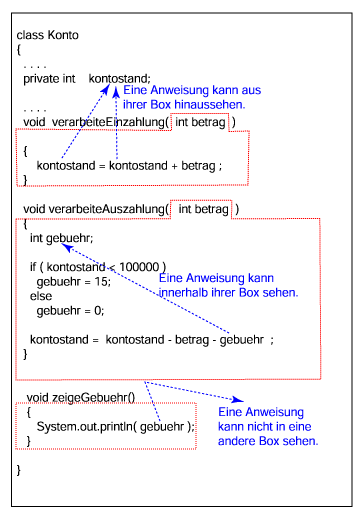 class Konto
{
. . . .
private int kontostand;
Eine Anweisung kann aus
ihrer Box hinaussehen.
. . . .
void verarbeiteEinzahlung( int betrag )
{
kontostand = kontostand + betrag ;
}
void verarbeiteAuszahlung( int betrag )
{
int gebuehr;
if ( kontostand < 100000 )
Eine Anweisung kann
innerhalb ihrer Box sehen.
gebuehr = 15;
else
gebuehr = 0;
kontostand = kontostand - betrag - gebuehr ;
}
void zeigeGebuehr()
{
System.out.println( gebuehr );
}
Eine Anweisung
kann nicht in eine
andere Box sehen.
}